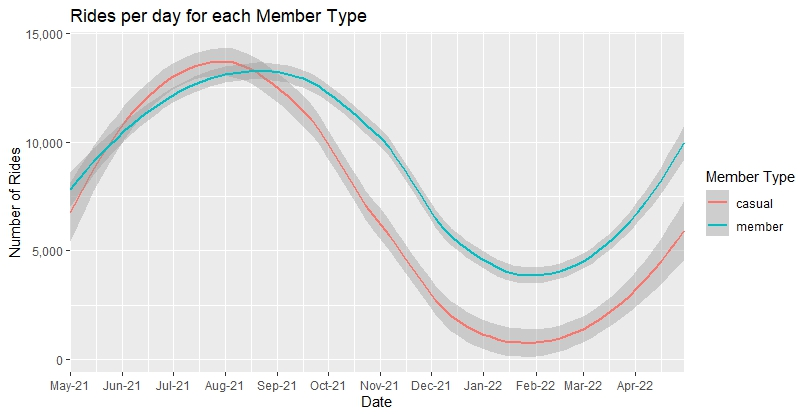 Rides per day for each Member Type
Number of Rides
15,000
10,000
5,000
0
May-21 Jun-21 Jul-21 Aug-21 Sep-21 Oct-21 Nov-21 Dec-21 Jan-22 Feb-22 Mar-22 Apr-22
Date
Member Type
casual
member